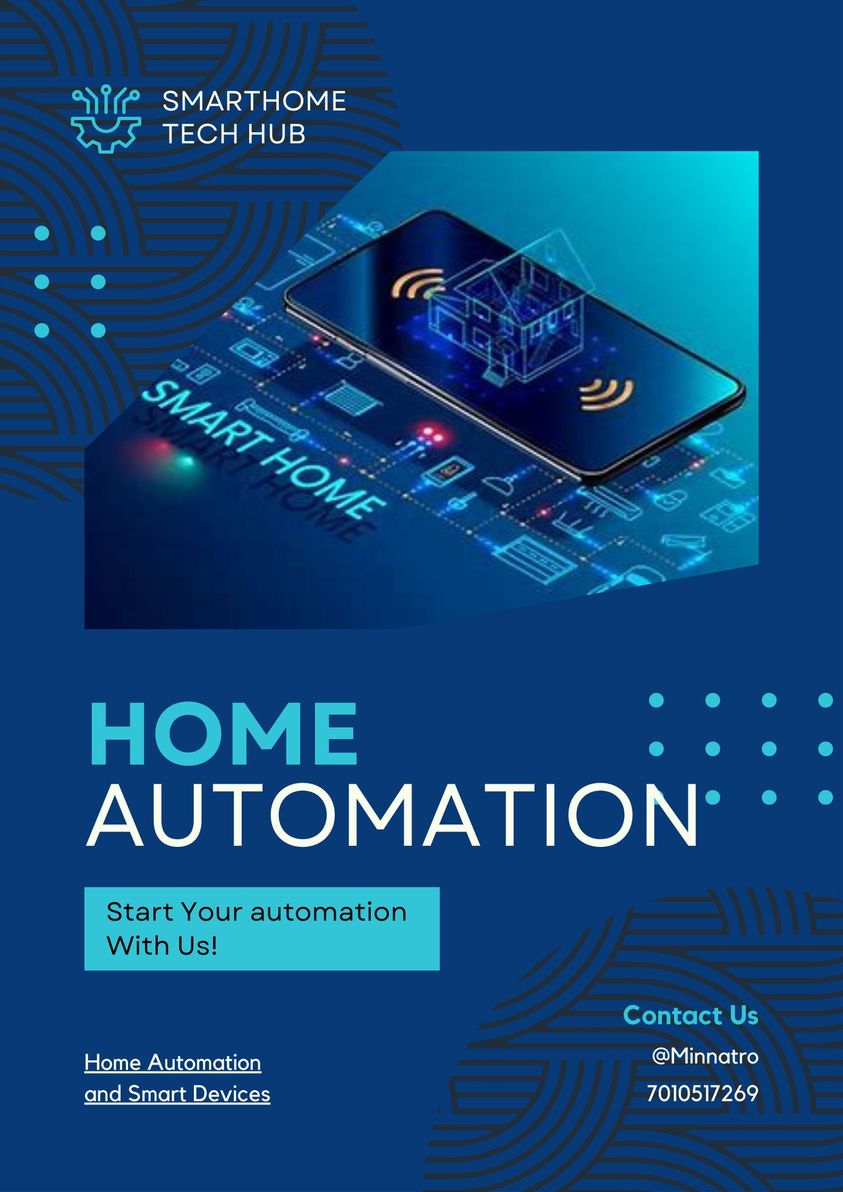 SMARTHOME
TECH HUB
SMART HOME
HOME
AUTOMATION
Start Your automation
With Us!
Home Automation
and Smart Devices
Contact Us
@Minnatro
7010517269